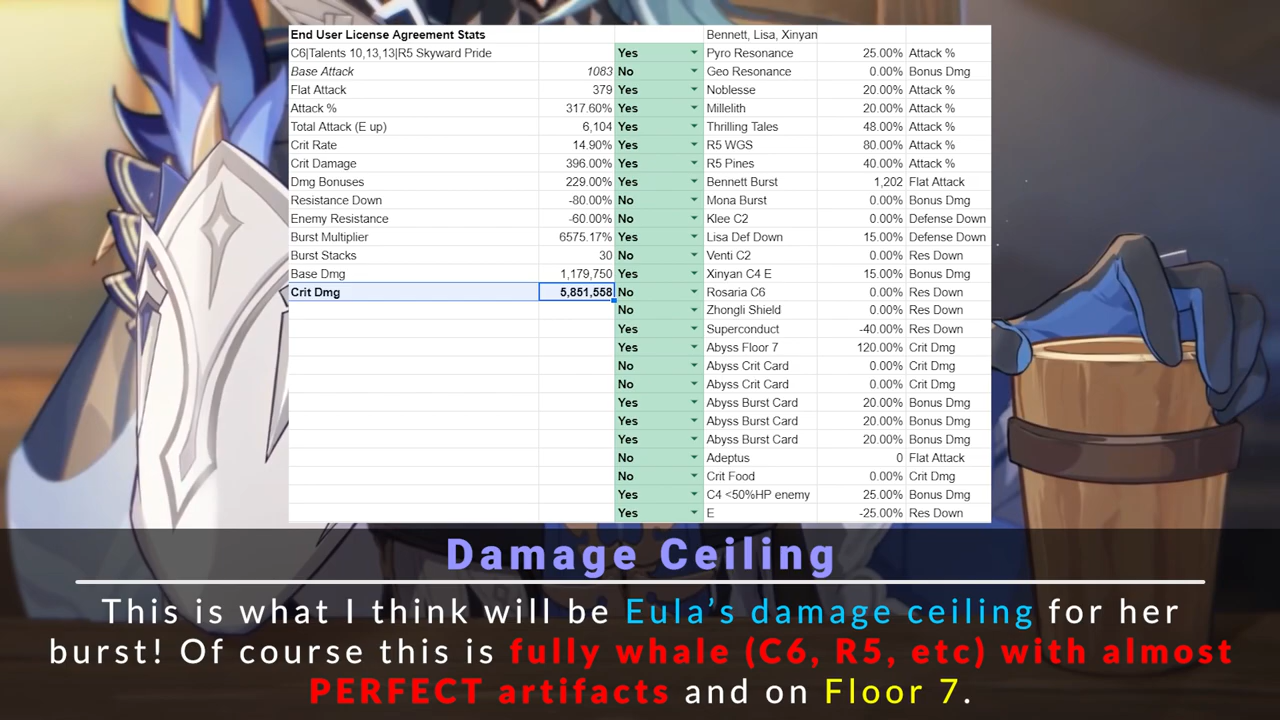 End User License Agreement Stats Bennett, Lisa, Xinyan
C6|Talents 10,13,13|R5 Skyward Pride Yes Pyro Resonance 25.00% Attack %
Base Attack 1083 No Geo Resonance 0.00% Bonus Dmg
Flat Attack 379 Yes Noblesse 20.00% Attack %
Attack % 317.60% Yes Millelith 20.00% Attack %
Total Attack (E up) 6,104 Yes Thrilling Tales 48.00% Attack %
Crit Rate 14.90% Yes R5 WGS 80.00% Attack %
Crit Damage 396.00% Yes R5 Pines 40.00% Attack %
Dmg Bonuses 229.00% Yes Bennett Burst 1,202 Flat Attack
Resistance Down -80.00% No Mona Burst 0.00% Bonus Dmg
Enemy Resistance -60.00% No Klee C2 0.00% Defense Down
Burst Multiplier 6575.17% Yes Lisa Def Down 15.00% Defense Down
Burst Stacks 30 No Venti C2 0.00% Res Down
Base Dmg 1,179,750 Yes Xinyan C4 E 15.00% Bonus Dmg
Crit Dmg 5,851,558 No Rosaria C6 0.00% Res Down
No Zhongli Shield 0.00% Res Down
Yes Superconduct -40.00% Res Down
Yes Abyss Floor 7 120.00% Crit Dmg
No Abyss Crit Card 0.00% Crit Dmg
No Abyss Crit Card 0.00% Crit Dmg
Yes Abyss Burst Card 20.00% Bonus Dmg
Yes Abyss Burst Card 20.00% Bonus Dmg
Yes Abyss Burst Card 20.00% Bonus Dmg
No Adeptus 0 Flat Attack
No Crit Food 0.00% Crit Dmg
Yes C4 <50%HP enemy 25.00% Bonus Dmg
Yes E -25.00% Res Down
Damage Ceiling
This is what I think will be Eula's damage ceiling for her
burst! Of course this is fully whale (C6, R5, etc) with almost
PERFECT artifacts and on Floor 7.